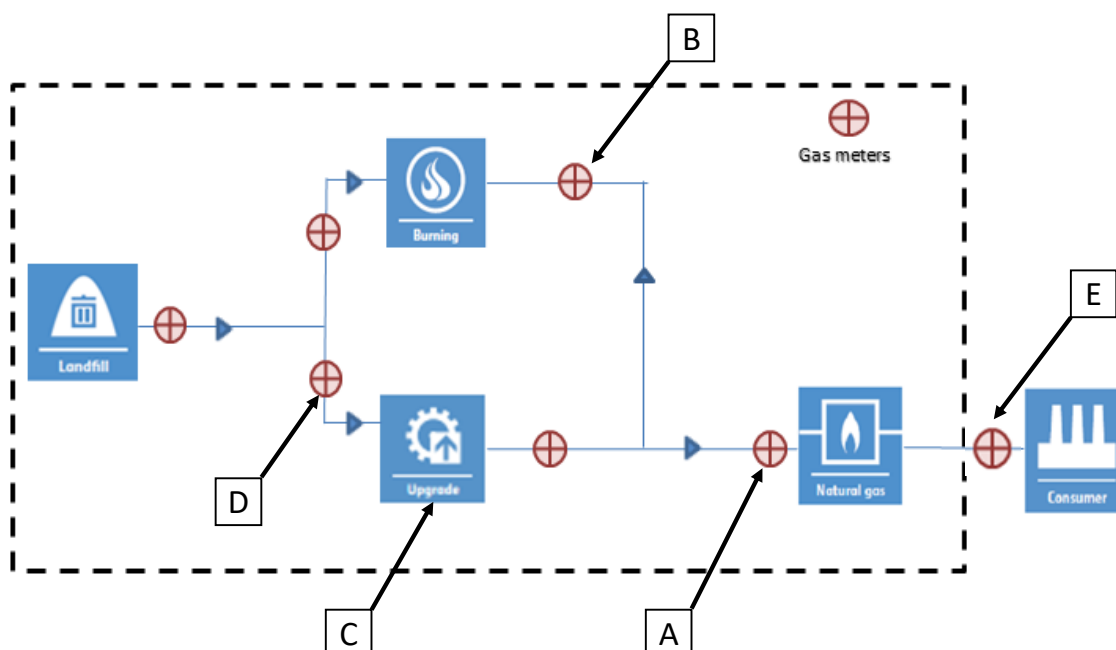 B
Gas meters
Burning
E
Landfill
Upgrade
Natural gas
Consumer
D
C
A